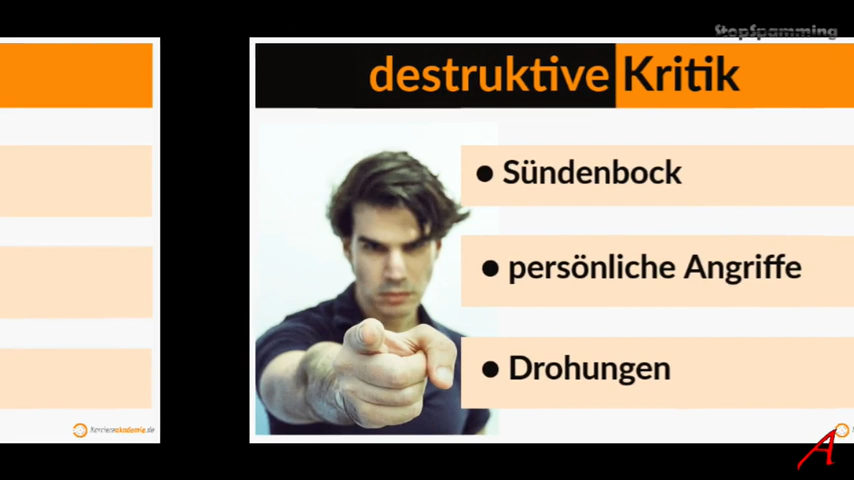 StopSpamming
destruktive Kritik
• Sündenbock
• persönliche Angriffe
• Drohungen
Karriereakademie.de
A